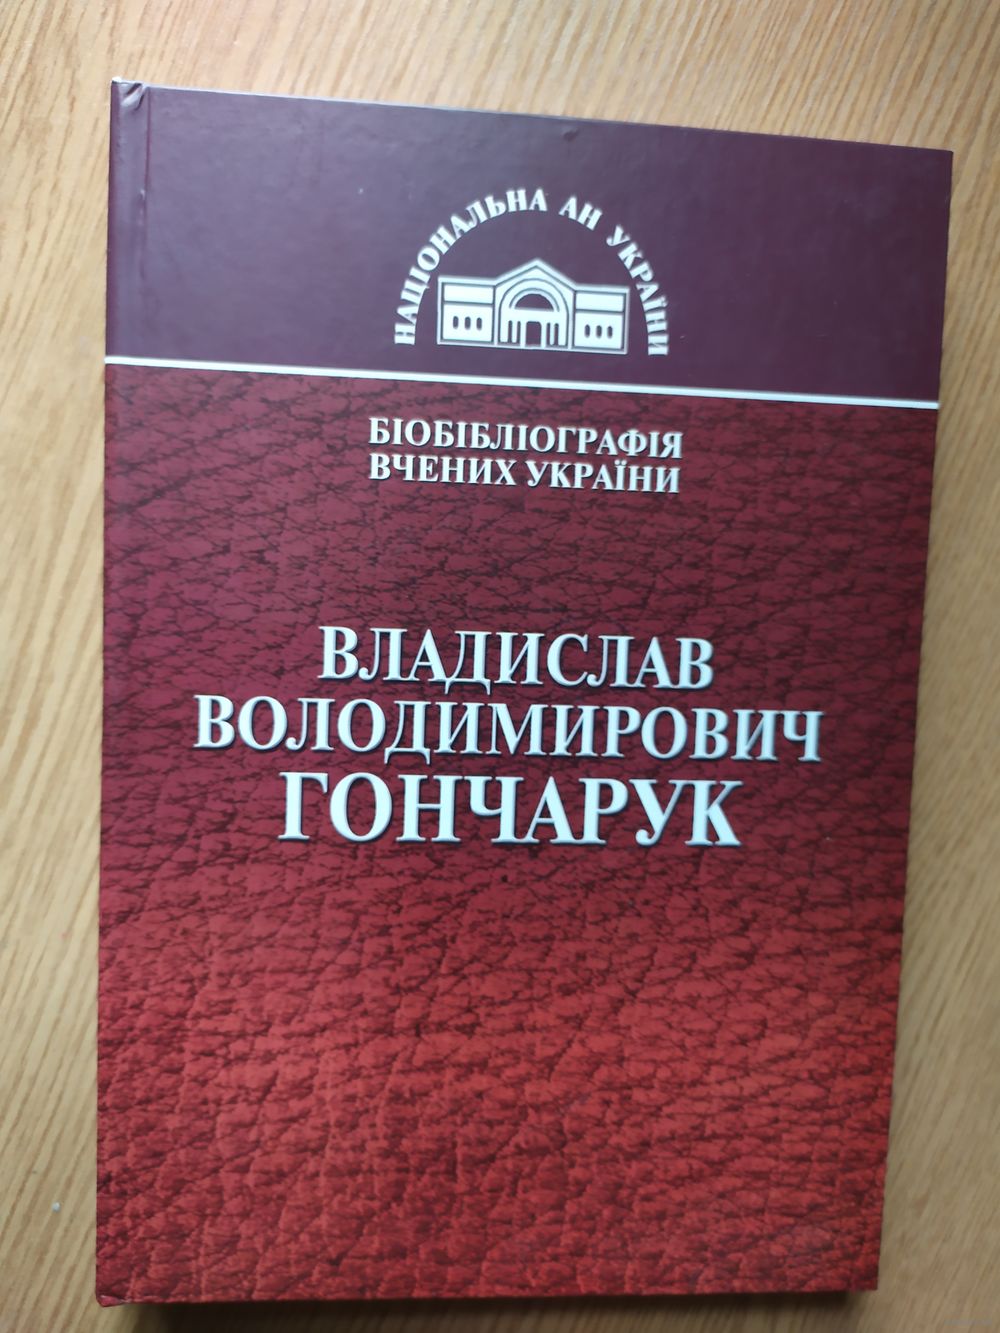 НАЦІОНАЛЬНА АН УКРАЇНИ
БІОБІБЛІОГРАФІЯ
ВЧЕНИХ УКРАЇНИ
ВЛАДИСЛАВ
ВОЛОДИМИРОВИЧ
ГОНЧАРУК